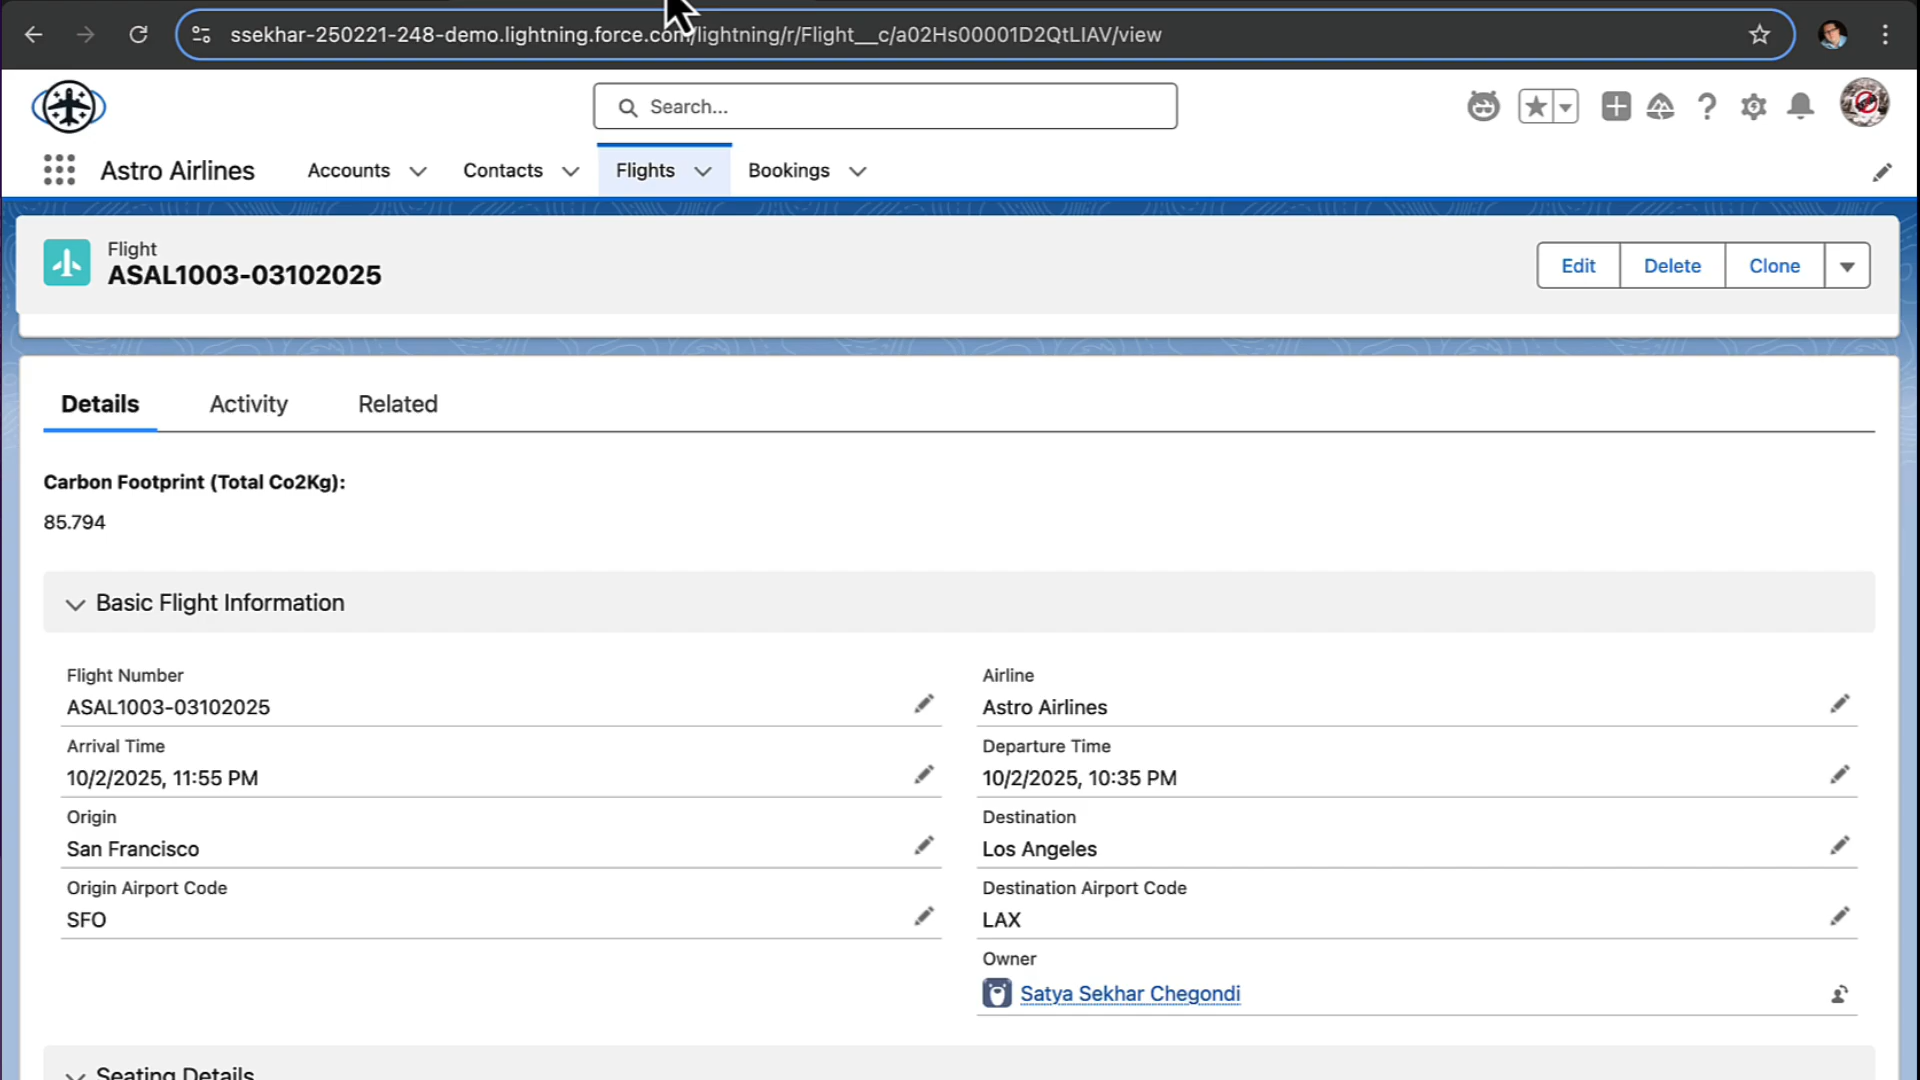 ssekhar-250221-248-demo.lightning.force.com/lightning/r/Flight__c/a02Hs00001D2QtLIAV/view
Search...
Astro Airlines
Accounts
Contacts
Flights
Bookings
Flight
ASAL1003-03102025
Edit
Delete
Clone
Details
Activity
Related
Carbon Footprint (Total Co2Kg):
85.794
Basic Flight Information
Flight Number
ASAL1003-03102025
Airline
Astro Airlines
Arrival Time
10/2/2025, 11:55 PM
Departure Time
10/2/2025, 10:35 PM
Origin
San Francisco
Destination
Los Angeles
Origin Airport Code
SFO
Destination Airport Code
LAX
Owner
Satya Sekhar Chegondi
Seating Details